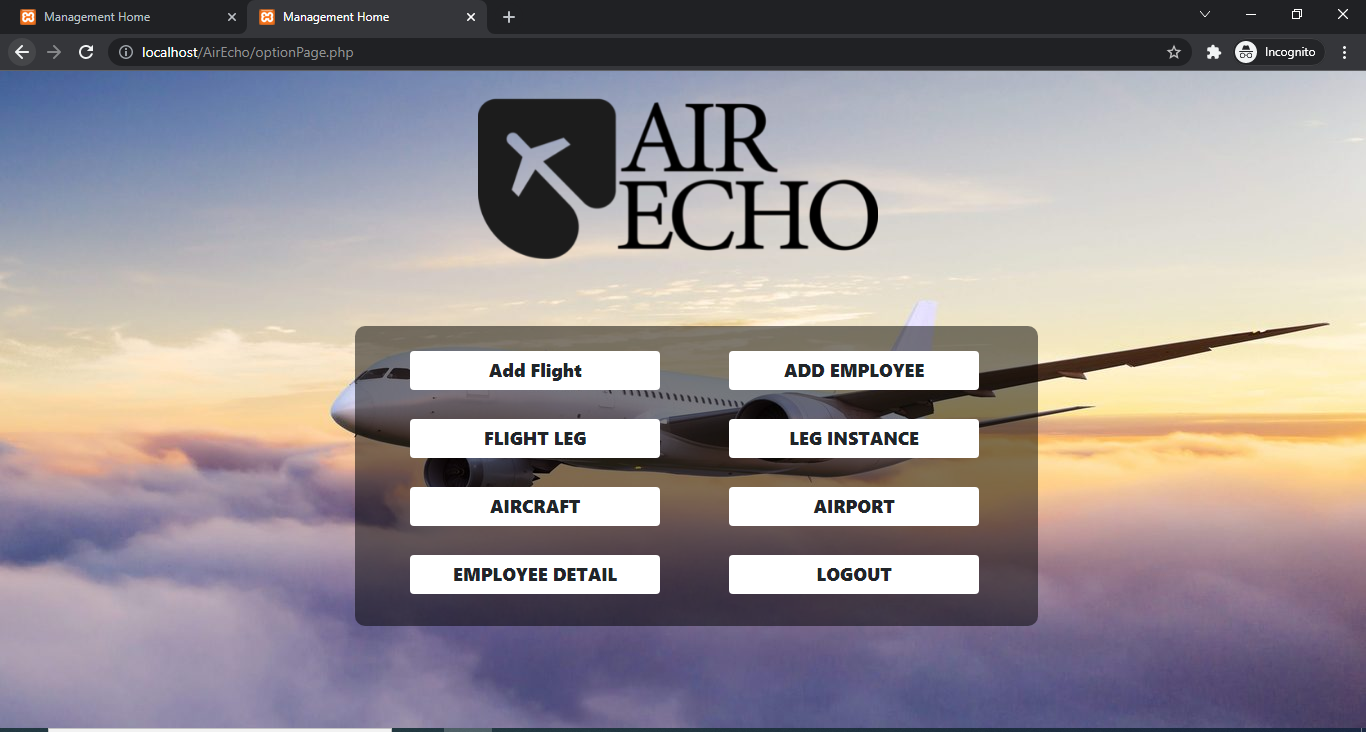 Management Home
Management Home
localhost/AirEcho/optionPage.php
Incognito
AIR
ECHO
Add Flight
ADD EMPLOYEE
FLIGHT LEG
LEG INSTANCE
AIRCRAFT
AIRPORT
EMPLOYEE DETAIL
LOGOUT